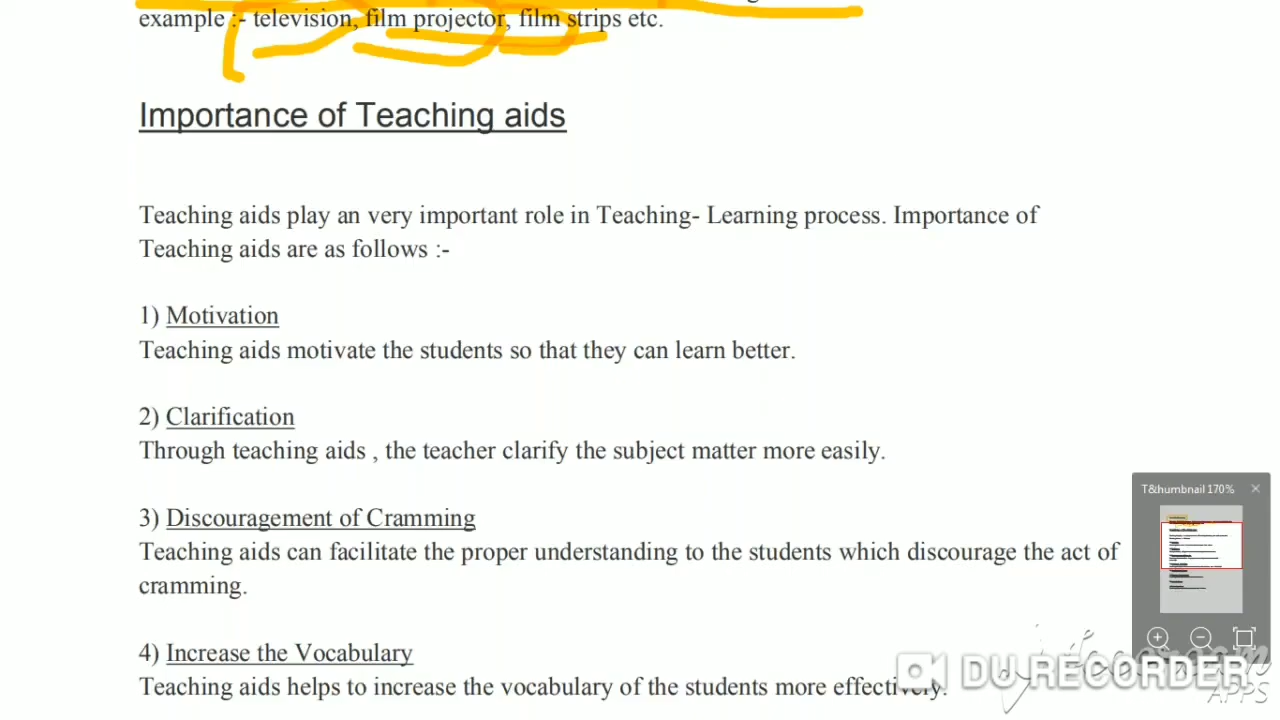 example :- television, film projector, film strips etc.
Importance of Teaching aids
Teaching aids play an very important role in Teaching- Learning process. Importance of
Teaching aids are as follows :-
1) Motivation
Teaching aids motivate the students so that they can learn better.
2) Clarification
Through teaching aids , the teacher clarify the subject matter more easily.
3) Discouragement of Cramming
Teaching aids can facilitate the proper understanding to the students which discourage the act of
cramming.
4) Increase the Vocabulary
Teaching aids helps to increase the vocabulary of the students more effectively.
T&humbnail 170%
DU RECORDER
APPS